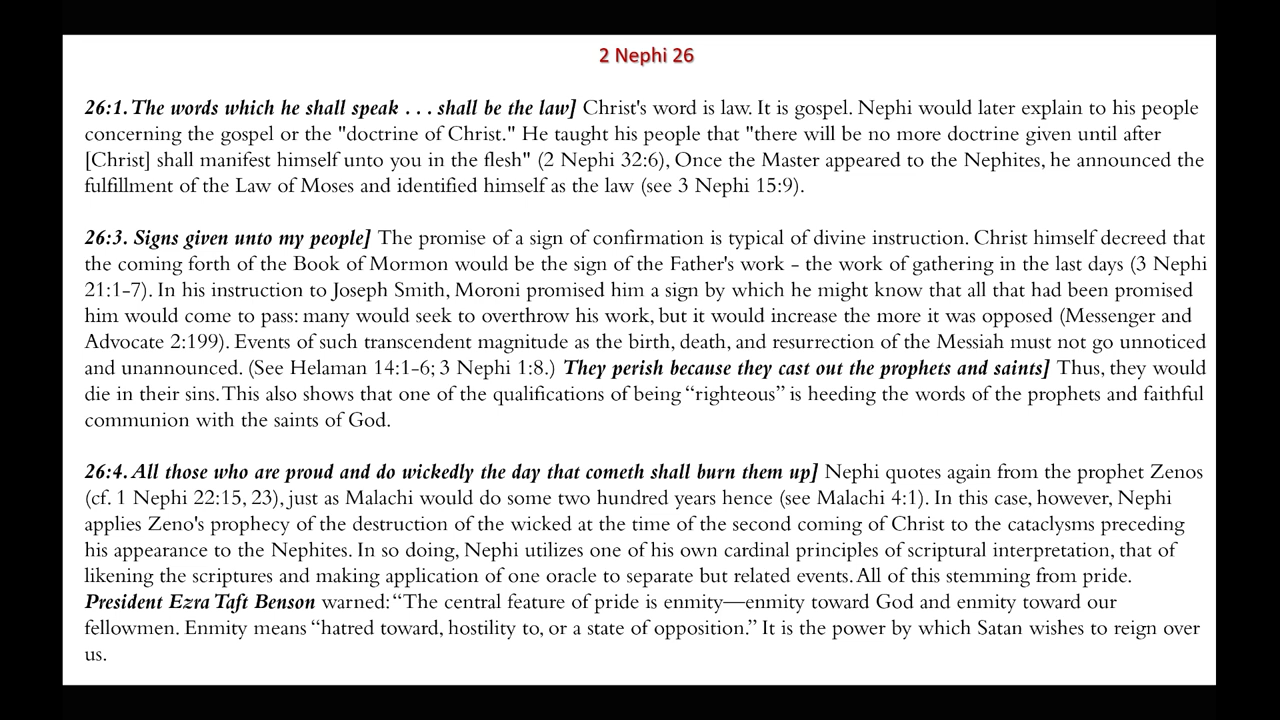 2 Nephi 26
26:1. The words which he shall speak . . . shall be the law] Christ's word is law. It is gospel. Nephi would later explain to his people
concerning the gospel or the "doctrine of Christ." He taught his people that "there will be no more doctrine given until after
[Christ] shall manifest himself unto you in the flesh" (2 Nephi 32:6), Once the Master appeared to the Nephites, he announced the
fulfillment of the Law of Moses and identified himself as the law (see 3 Nephi 15:9).
26:3. Signs given unto my people] The promise of a sign of confirmation is typical of divine instruction. Christ himself decreed that
the coming forth of the Book of Mormon would be the sign of the Father's work - the work of gathering in the last days (3 Nephi
21:1-7). In his instruction to Joseph Smith, Moroni promised him a sign by which he might know that all that had been promised
him would come to pass: many would seek to overthrow his work, but it would increase the more it was opposed (Messenger and
Advocate 2:199). Events of such transcendent magnitude as the birth, death, and resurrection of the Messiah must not go unnoticed
and unannounced. (See Helaman 14:1-6; 3 Nephi 1:8.) They perish because they cast out the prophets and saints] Thus, they would
die in their sins. This also shows that one of the qualifications of being “righteous” is heeding the words of the prophets and faithful
communion with the saints of God.
26:4. All those who are proud and do wickedly the day that cometh shall burn them up] Nephi quotes again from the prophet Zenos
(cf. 1 Nephi 22:15, 23), just as Malachi would do some two hundred years hence (see Malachi 4:1). In this case, however, Nephi
applies Zeno's prophecy of the destruction of the wicked at the time of the second coming of Christ to the cataclysms preceding
his appearance to the Nephites. In so doing, Nephi utilizes one of his own cardinal principles of scriptural interpretation, that of
likening the scriptures and making application of one oracle to separate but related events. All of this stemming from pride.
President Ezra Taft Benson warned: “The central feature of pride is enmity—enmity toward God and enmity toward our
fellowmen. Enmity means “hatred toward, hostility to, or a state of opposition.” It is the power by which Satan wishes to reign over
us.